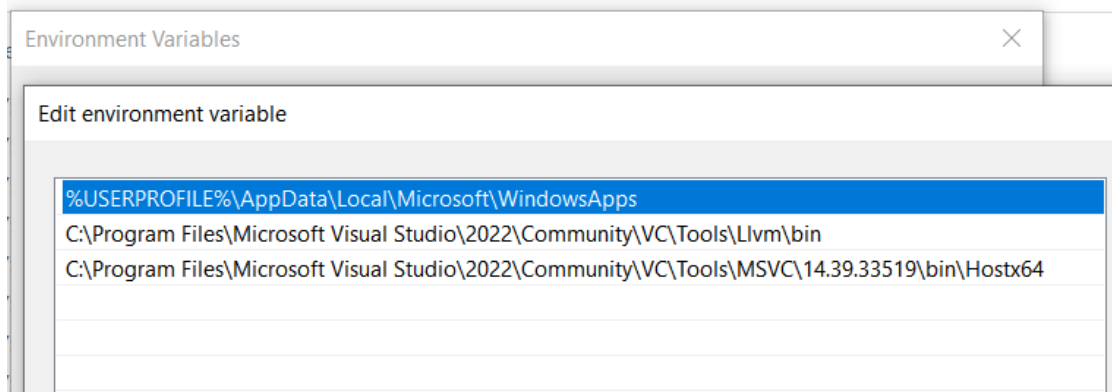 Environment Variables
Edit environment variable
%USERPROFILE%\AppData\Local\Microsoft\WindowsApps
C:\Program Files\Microsoft Visual Studio\2022\Community\VC\Tools\Llvm\bin
C:\Program Files\Microsoft Visual Studio\2022\Community\VC\Tools\MSVC\14.39.33519\bin\Hostx64